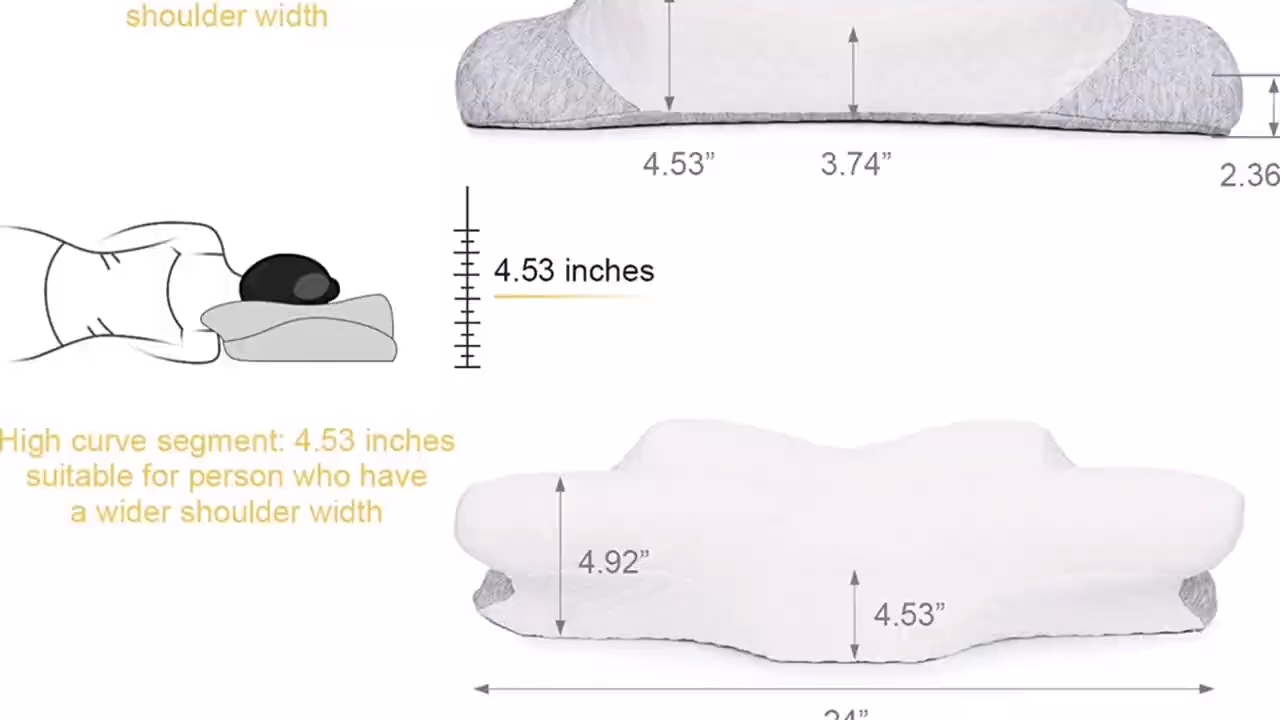 shoulder width
4.53”
3.74”
2.36
4.53 inches
High curve segment: 4.53 inches
suitable for person who have
a wider shoulder width
4.92”
4.53”
24”